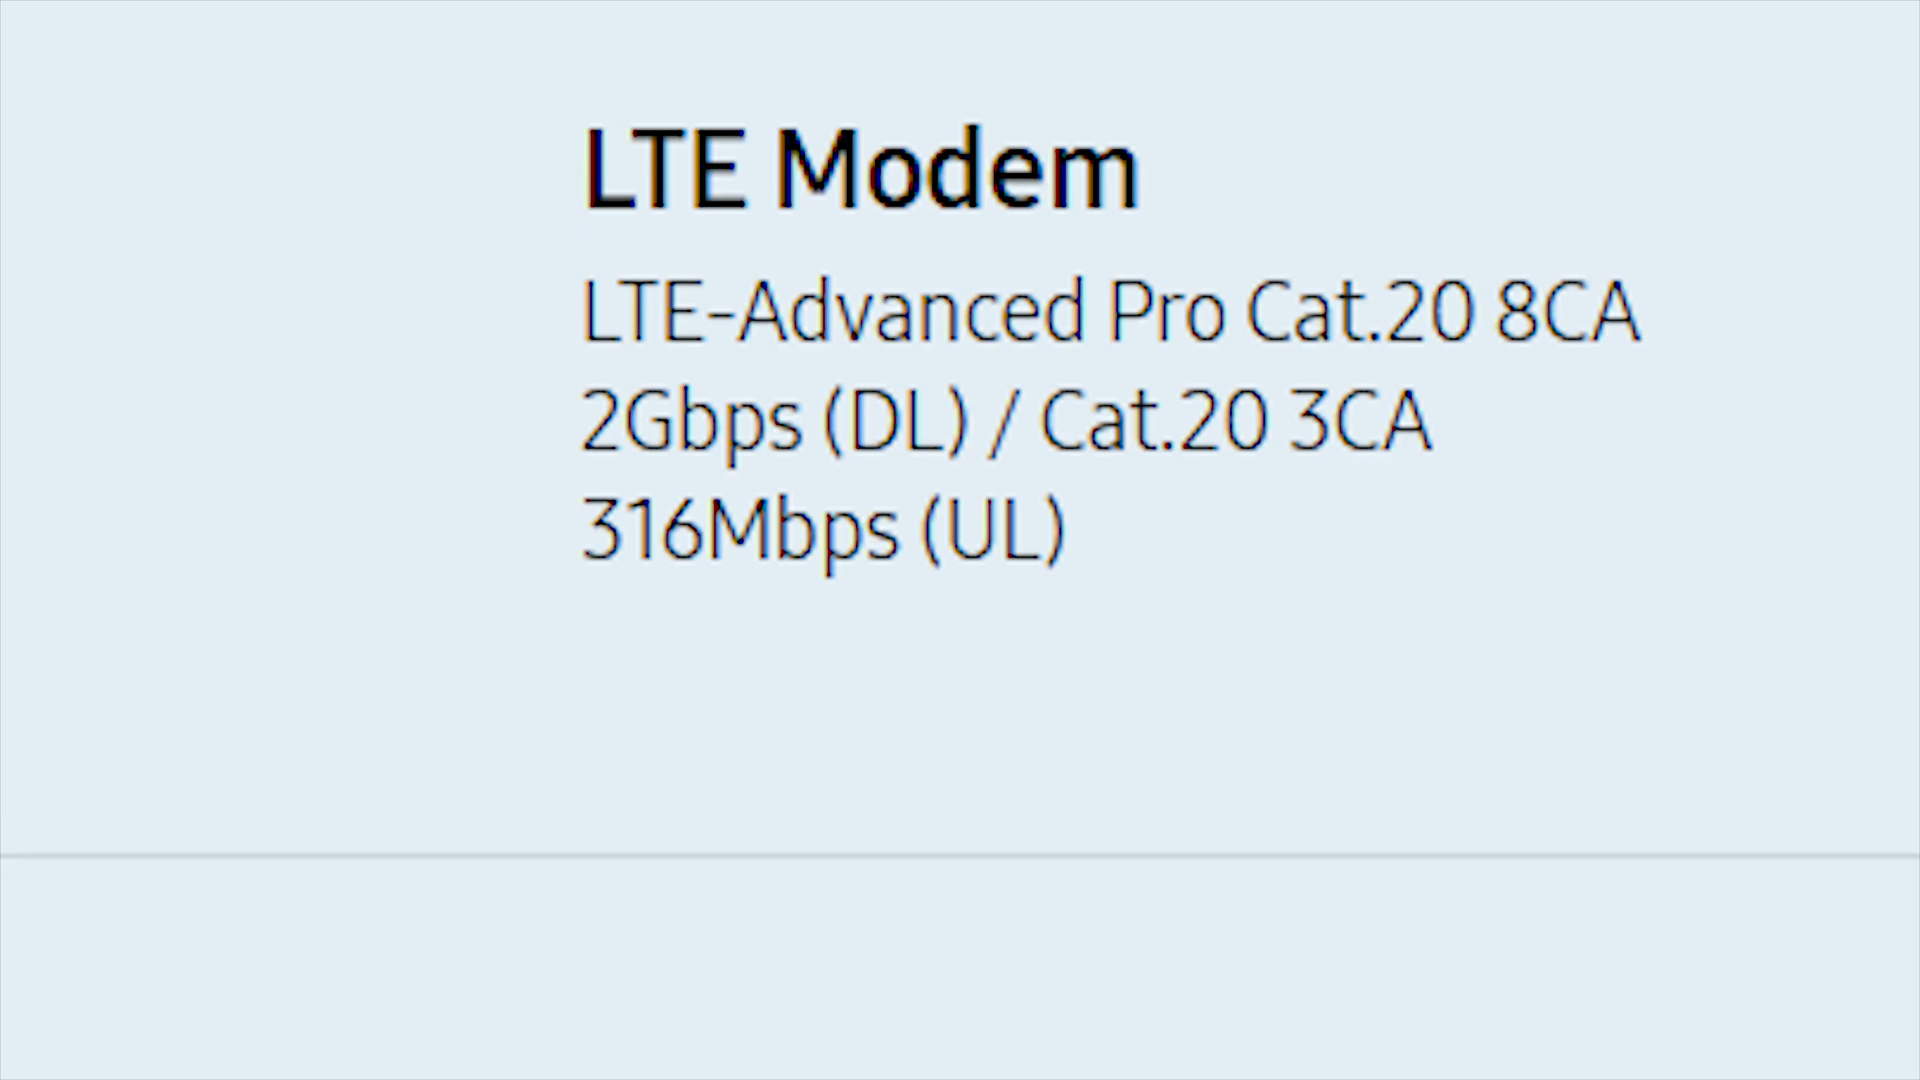 LTE Modem
LTE-Advanced Pro Cat.20 8CA
2Gbps (DL) / Cat.20 3CA
316Mbps (UL)